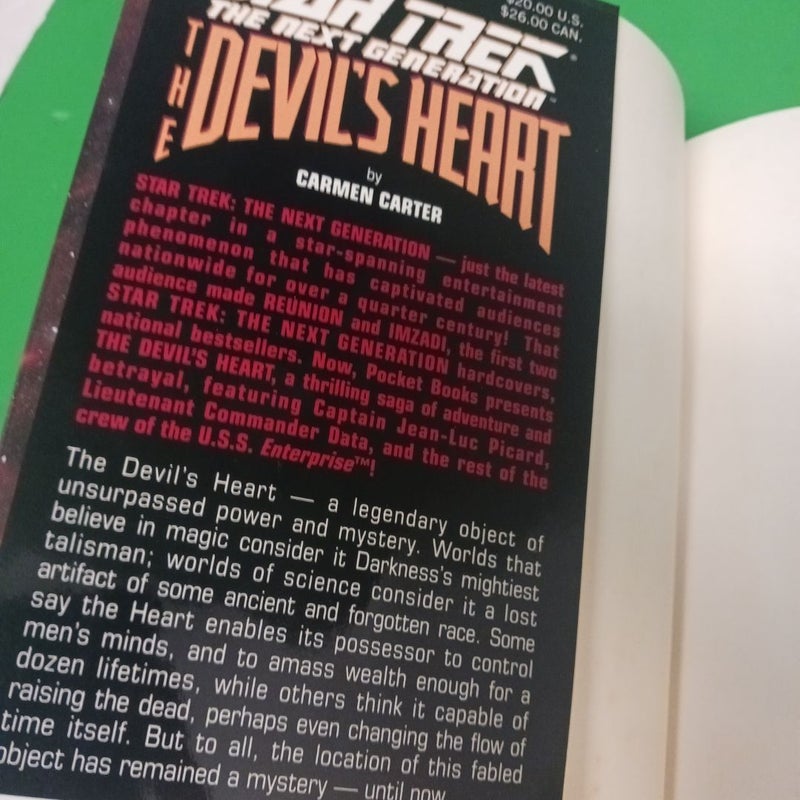 $20.00 U.S.
$26.00 CAN.
STAR TREK
THE NEXT GENERATION™
THE
DEVIL'S HEART
by
CARMEN CARTER
STAR TREK: THE NEXT GENERATION — just the latest
chapter in a star-spanning entertainment
phenomenon that has captivated audiences
nationwide for over a quarter century! That
audience made REUNION and IMZADI, the first two
STAR TREK: THE NEXT GENERATION hardcovers,
national bestsellers. Now, Pocket Books presents
THE DEVIL'S HEART, a thrilling saga of adventure and
betrayal, featuring Captain Jean-Luc Picard,
Lieutenant Commander Data, and the rest of the
crew of the U.S.S. Enterprise™!
The Devil's Heart — a legendary object of
unsurpassed power and mystery. Worlds that
believe in magic consider it Darkness's mightiest
talisman; worlds of science consider it a lost
artifact of some ancient and forgotten race. Some
say the Heart enables its possessor to control
men's minds, and to amass wealth enough for a
dozen lifetimes, while others think it capable of
raising the dead, perhaps even changing the flow of
time itself. But to all, the location of this fabled
object has remained a mystery — until now.